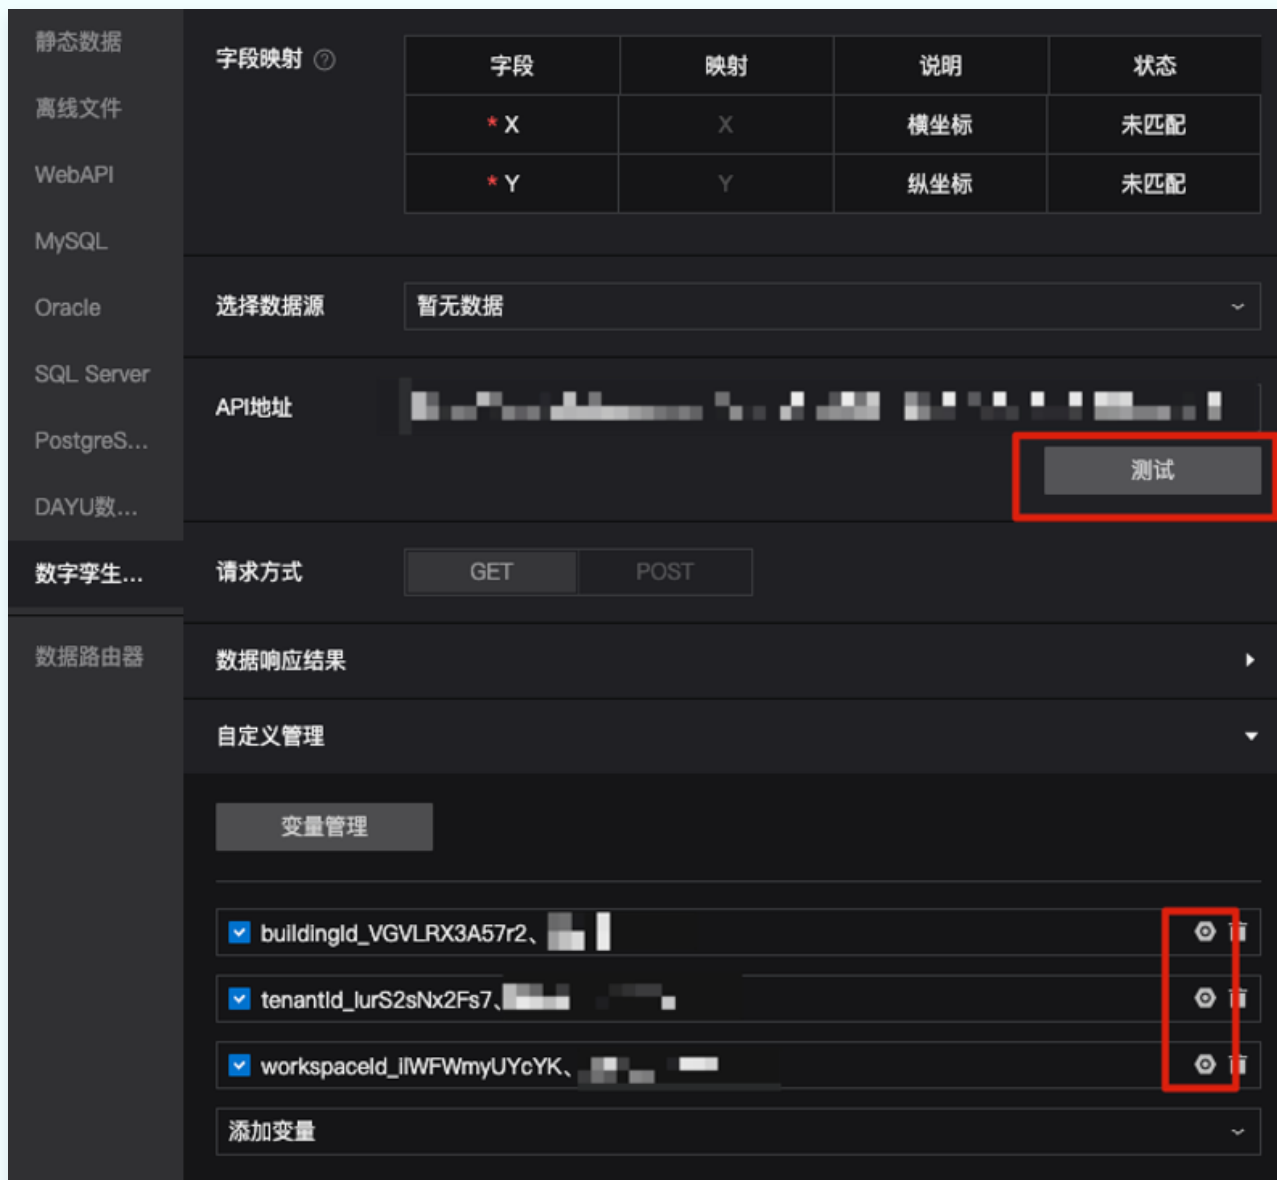 静态数据
离线文件
WebAPI
MySQL
Oracle
SQL Server
PostgreS...
DAYU数...
数字孪生...
数据路由器
字段映射 ?
字段 映射 说明 状态
* X X 横坐标 未匹配
* Y Y 纵坐标 未匹配
选择数据源 暂无数据
API地址
测试
请求方式 GET POST
数据响应结果
自定义管理
变量管理
buildingId_VGVLRX3A57r2、
tenantId_IurS2sNx2Fs7、
workspaceId_iIWFWmyUYcYK、
添加变量